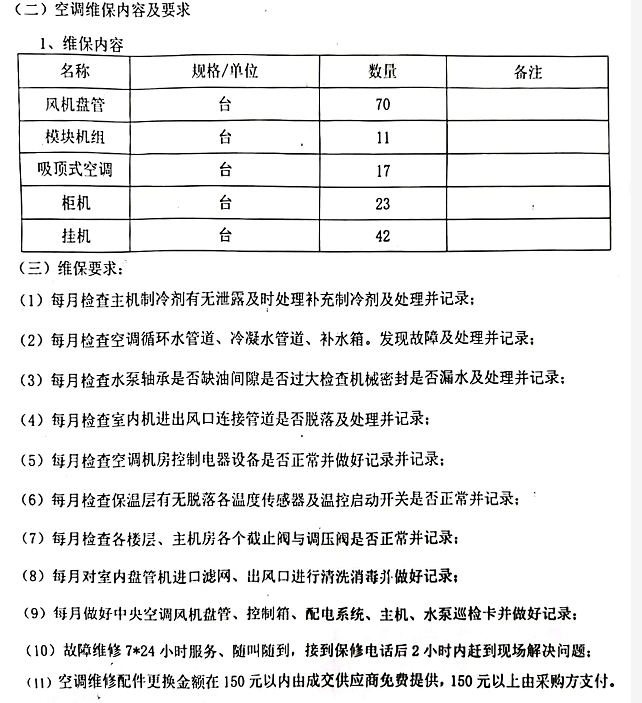 （二）空调维保内容及要求
1、维保内容
名称 规格/单位 数量 备注
风机盘管 台 70
模块机组 台 11
吸顶式空调 台 17
柜机 台 23
挂机 台 42
（三）维保要求：
（1）每月检查主机制冷剂有无泄露及时处理补充制冷剂及处理并记录；
（2）每月检查空调循环水管道、冷凝水管道、补水箱。发现故障及处理并记录；
（3）每月检查水泵轴承是否缺油间隙是否过大检查机械密封是否漏水及处理并记录；
（4）每月检查室内机进出风口连接管道是否脱落及处理并记录；
（5）每月检查空调机房控制电器设备是否正常并做好记录并记录；
（6）每月检查保温层有无脱落各温度传感器及温控启动开关是否正常并记录；
（7）每月检查各楼层、主机房各个截止阀与调压阀是否正常并记录；
（8）每月对室内盘管机进口滤网、出风口进行清洗消毒并做好记录；
（9）每月做好中央空调风机盘管、控制箱、配电系统、主机、水泵巡检卡并做好记录；
（10）故障维修7*24小时服务、随叫随到，接到保修电话后2小时内赶到现场解决问题；
（11）空调维修配件更换金额在150元以内由成交供应商免费提供，150元以上由采购方支付。